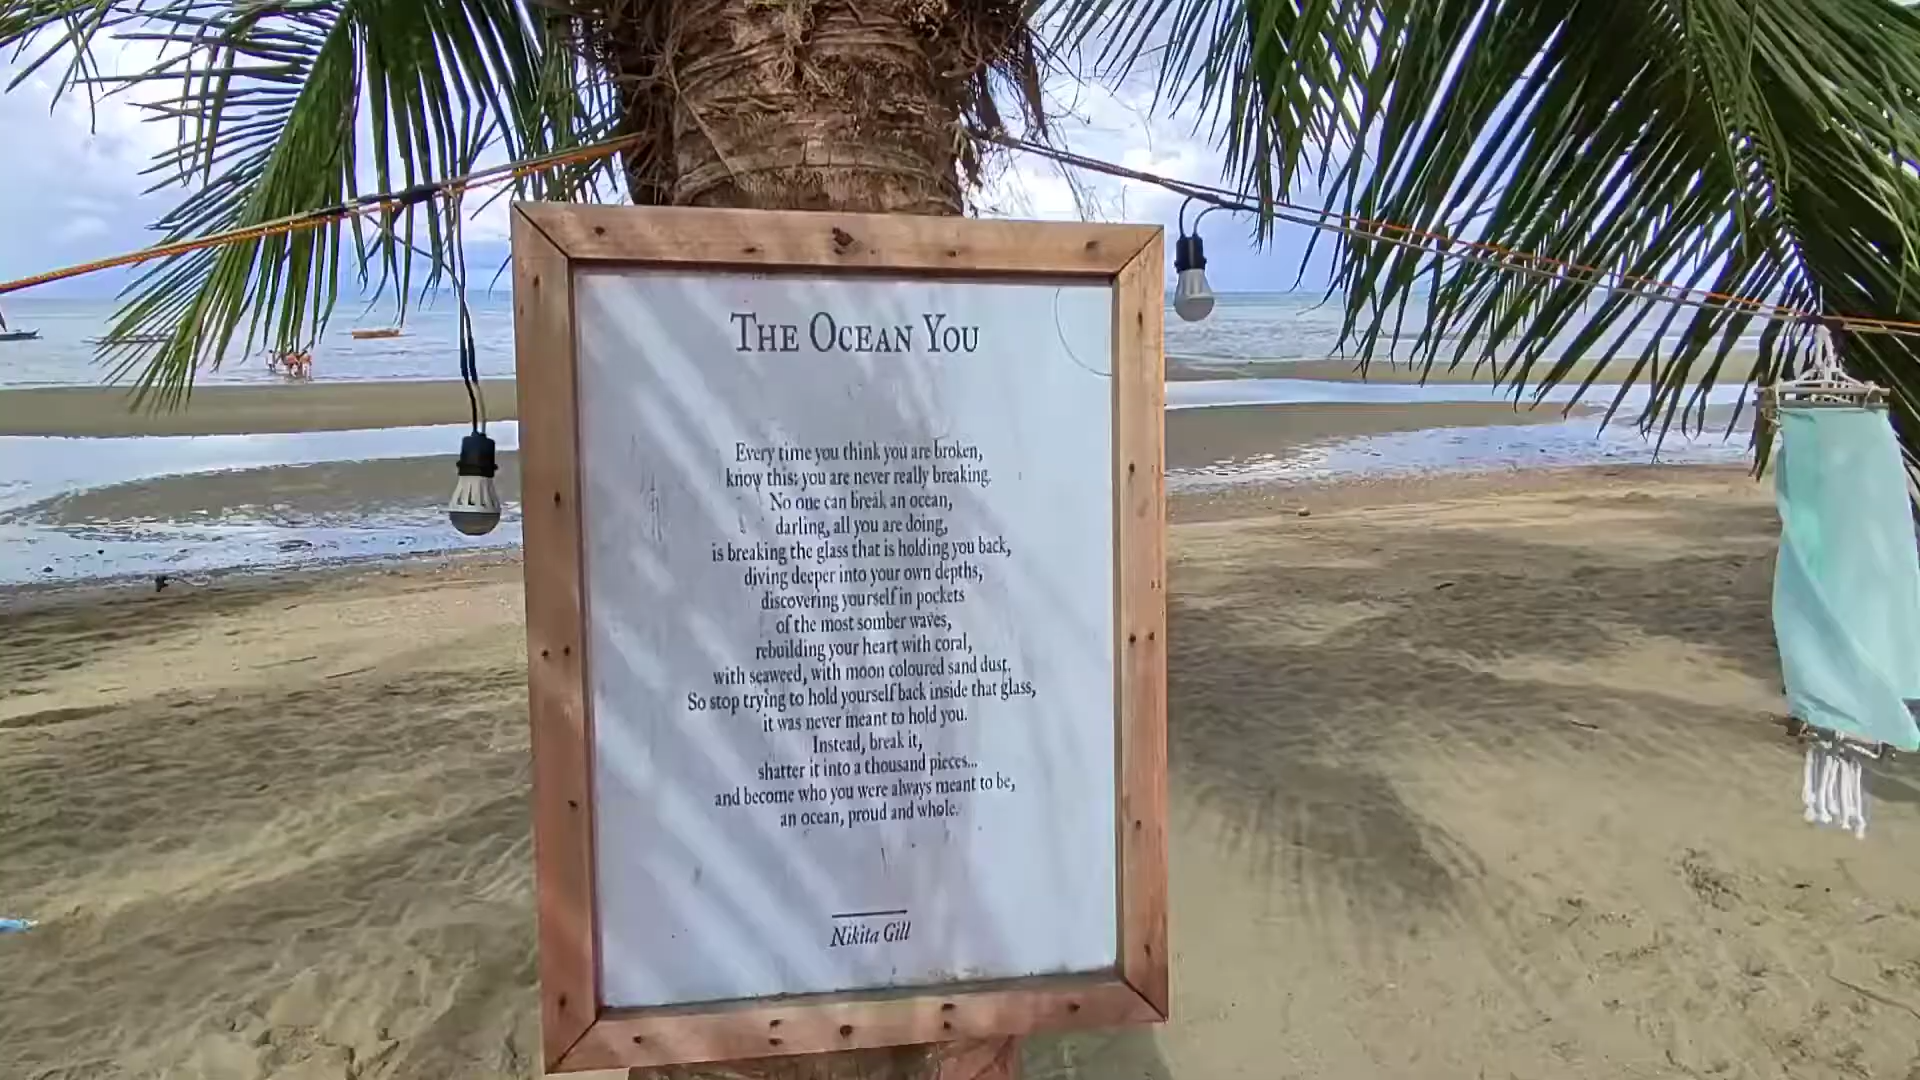 THE OCEAN YOU
Every time you think you are broken,
know this: you are never really breaking.
No one can break an ocean,
darling, all you are doing,
is breaking the glass that is holding you back,
diving deeper into your own depths,
discovering yourself in pockets
of the most somber waves,
rebuilding your heart with coral,
with seaweed, with moon coloured sand dust.
So stop trying to hold yourself back inside that glass,
it was never meant to hold you.
Instead, break it,
shatter it into a thousand pieces...
and become who you were always meant to be,
an ocean, proud and whole.
Nikita Gill